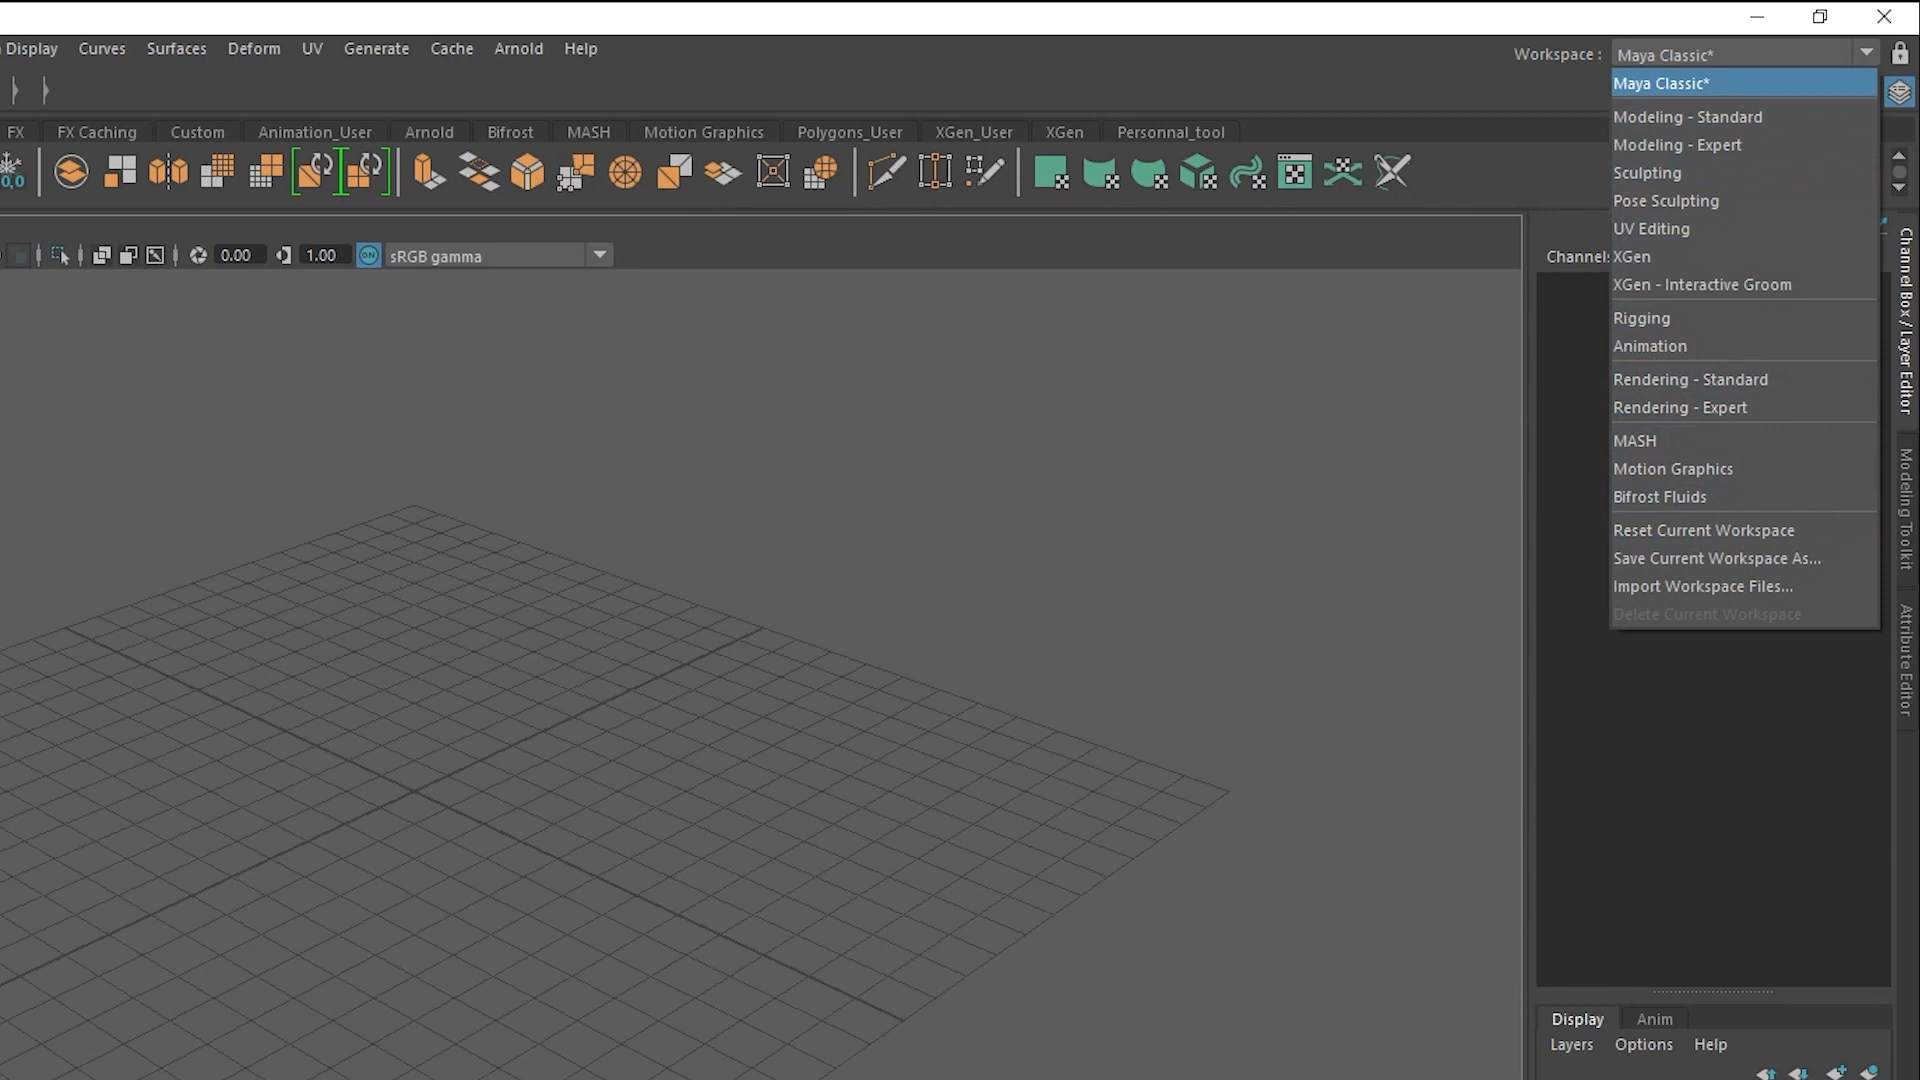 Display Curves Surfaces Deform UV Generate Cache Arnold Help
Workspace : Maya Classic*
Maya Classic*
Modeling - Standard
Modeling - Expert
Sculpting
Pose Sculpting
UV Editing
XGen
XGen - Interactive Groom
Rigging
Animation
Rendering - Standard
Rendering - Expert
MASH
Motion Graphics
Bifrost Fluids
Reset Current Workspace
Save Current Workspace As...
Import Workspace Files...
Delete Current Workspace
FX FX Caching Custom Animation_User Arnold Bifrost MASH Motion Graphics Polygons_User XGen_User XGen Personnal_tool
0,0
0.00 1.00 ON sRGB gamma
Channels
Channel Box / Layer Editor
Modeling Toolkit
Attribute Editor
Display Anim
Layers Options Help